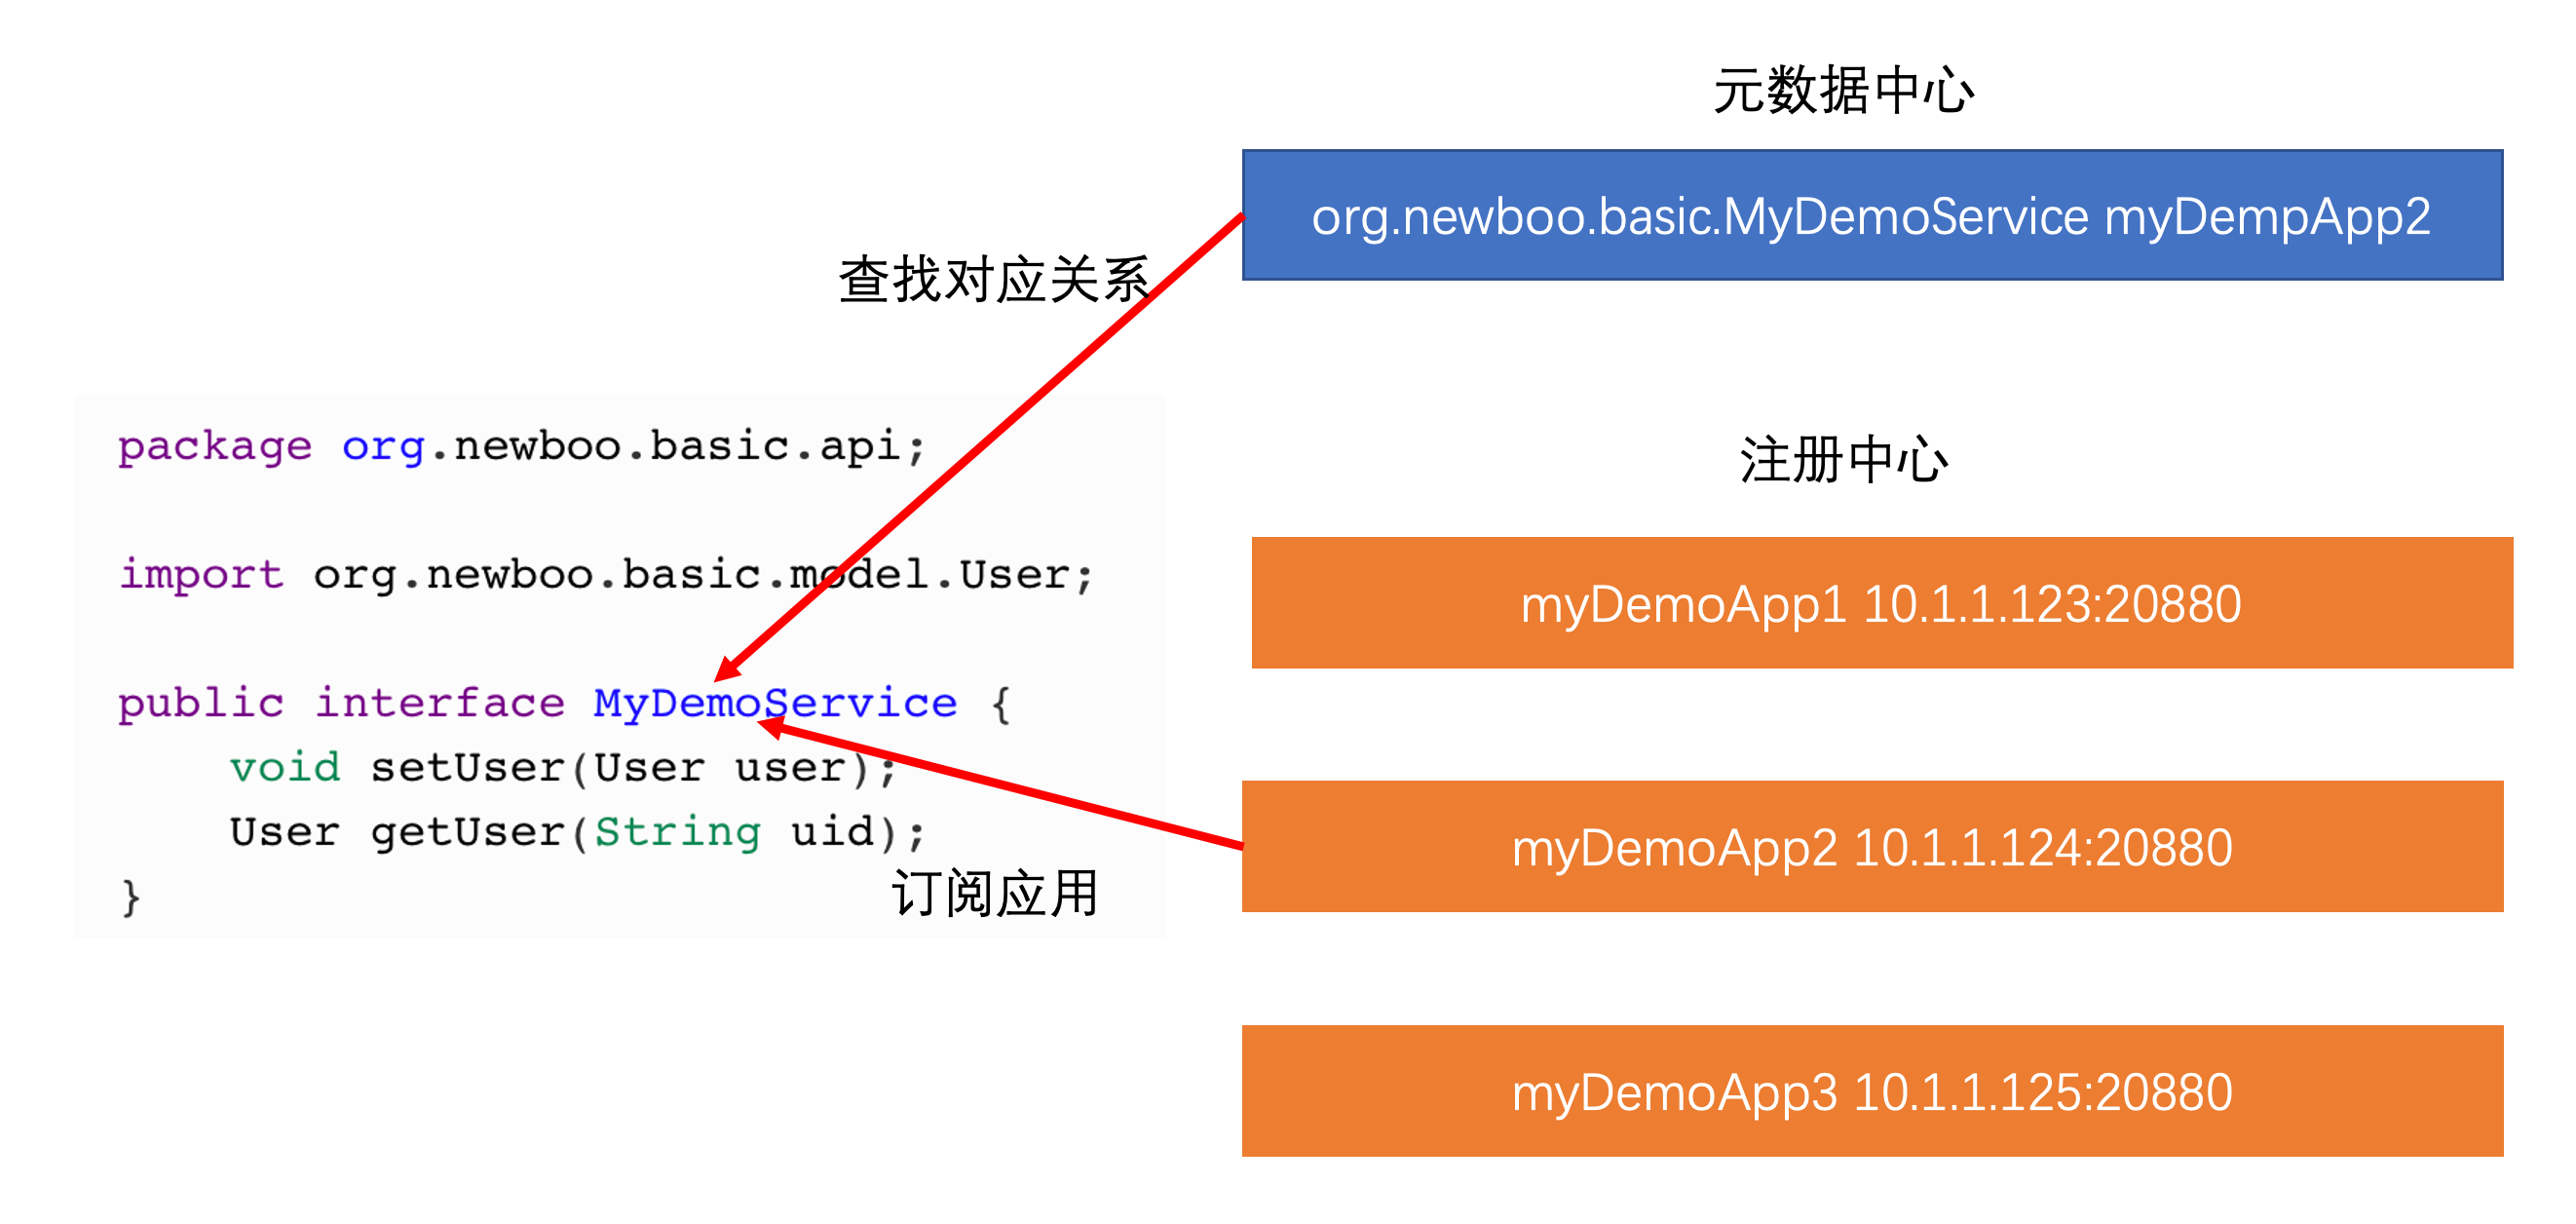 元数据中心
org.newboo.basic.MyDemoService myDempApp2
查找对应关系
package org.newboo.basic.api;
import org.newboo.basic.model.User;
public interface MyDemoService {
    void setUser(User user);
    User getUser(String uid);
}
订阅应用
注册中心
myDemoApp1 10.1.1.123:20880
myDemoApp2 10.1.1.124:20880
myDemoApp3 10.1.1.125:20880